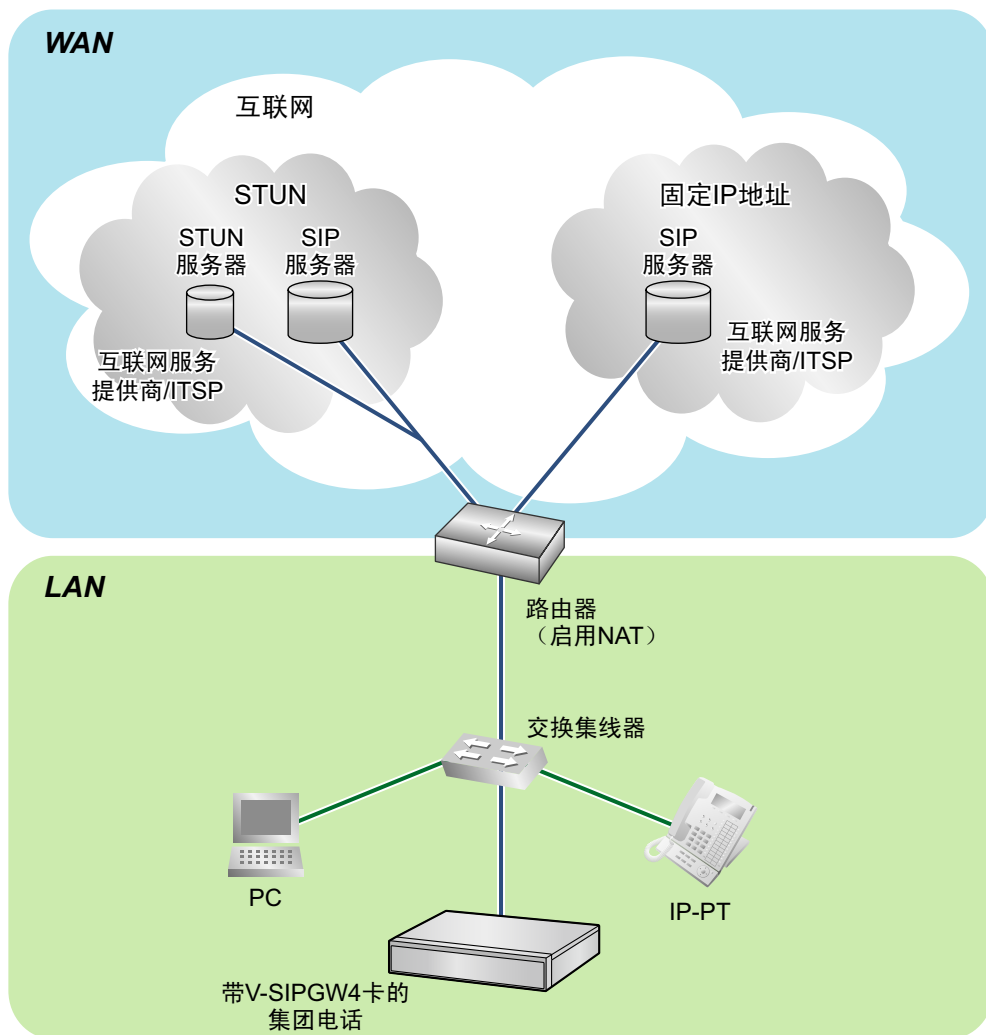 WAN
互联网
STUN
STUN
服务器
SIP
服务器
互联网服务
提供商/ITSP
固定IP地址
SIP
服务器
互联网服务
提供商/ITSP
LAN
路由器
（启用NAT）
交换集线器
PC
IP-PT
带V-SIPGW4卡的
集团电话